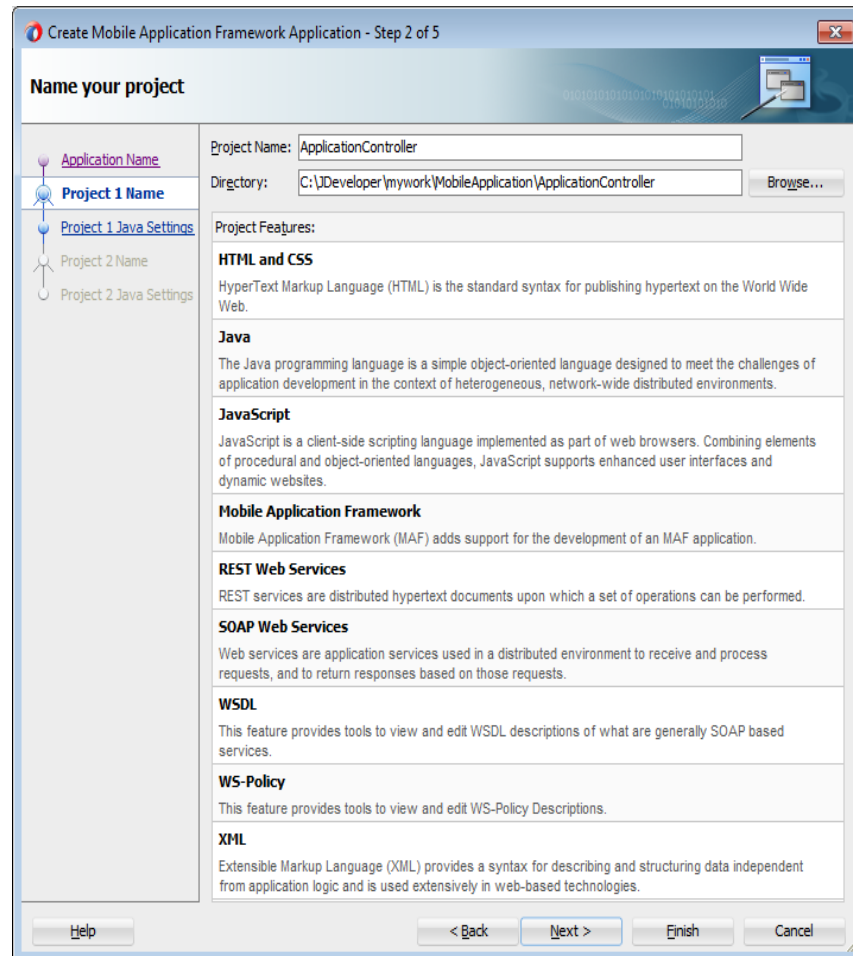 Create Mobile Application Framework Application - Step 2 of 5
Name your project
Application Name
Project 1 Name
Project 1 Java Settings
Project 2 Name
Project 2 Java Settings
Project Name: ApplicationController
Directory: C:\JDeveloper\mywork\MobileApplication\ApplicationController Browse...
Project Features:
HTML and CSS
HyperText Markup Language (HTML) is the standard syntax for publishing hypertext on the World Wide
Web.
Java
The Java programming language is a simple object-oriented language designed to meet the challenges of
application development in the context of heterogeneous, network-wide distributed environments.
JavaScript
JavaScript is a client-side scripting language implemented as part of web browsers. Combining elements
of procedural and object-oriented languages, JavaScript supports enhanced user interfaces and
dynamic websites.
Mobile Application Framework
Mobile Application Framework (MAF) adds support for the development of an MAF application.
REST Web Services
REST services are distributed hypertext documents upon which a set of operations can be performed.
SOAP Web Services
Web services are application services used in a distributed environment to receive and process
requests, and to return responses based on those requests.
WSDL
This feature provides tools to view and edit WSDL descriptions of what are generally SOAP based
services.
WS-Policy
This feature provides tools to view and edit WS-Policy Descriptions.
XML
Extensible Markup Language (XML) provides a syntax for describing and structuring data independent
from application logic and is used extensively in web-based technologies.
Help < Back Next > Finish Cancel